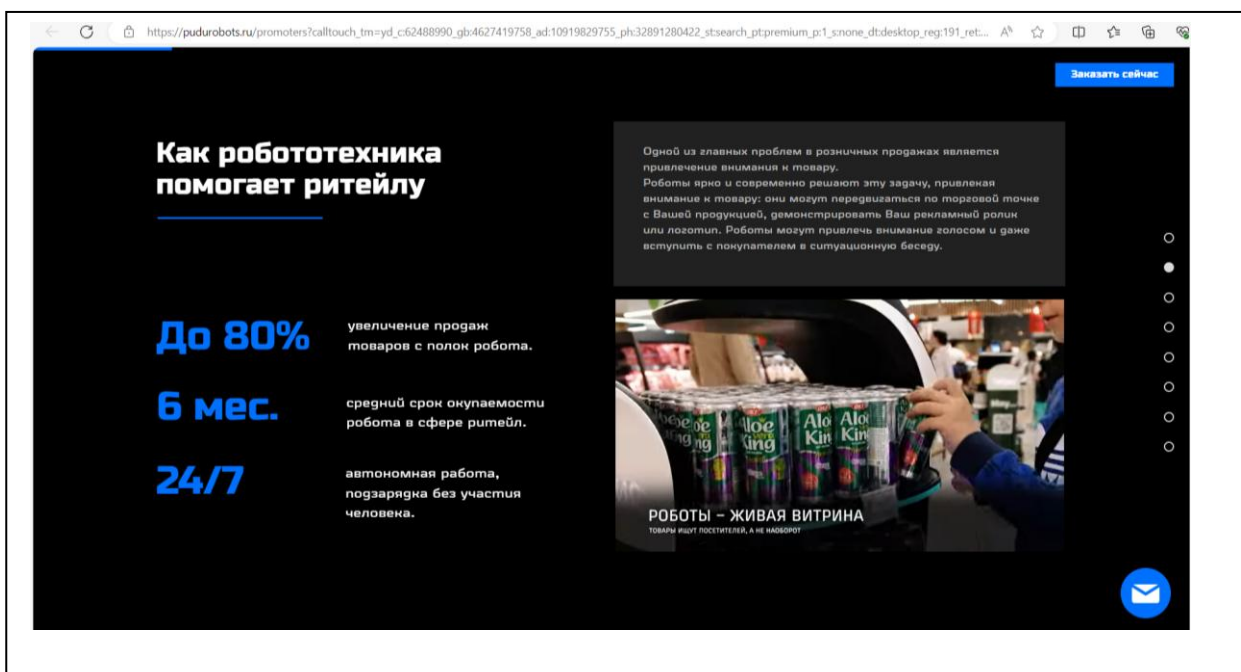 https://pudurobots.ru/promoters?calltouch_tm=yd_c:62488990_gb:4627419758_ad:10919829755_ph:32891280422_st:search_pt:premium_p:1_s:none_dt:desktop_reg:191_ret:...
Заказать сейчас
Как робототехника
помогает ритейлу
Одной из главных проблем в розничных продажах является
привлечение внимания к товару.
Роботы ярко и современно решают эту задачу, привлекая
внимание к товару: они могут передвигаться по торговой точке
с Вашей продукцией, демонстрировать Ваш рекламный ролик
или логотип. Роботы могут привлечь внимание голосом и даже
вступить с покупателем в ситуационную беседу.
До 80%
увеличение продаж
товаров с полок робота.
6 мес.
средний срок окупаемости
робота в сфере ритейл.
24/7
автономная работа,
подзарядка без участия
человека.
Aloe
King
Aloe
King
Aloe
King
РОБОТЫ – ЖИВАЯ ВИТРИНА
ТОВАРЫ ИЩУТ ПОСЕТИТЕЛЕЙ, А НЕ НАОБОРОТ